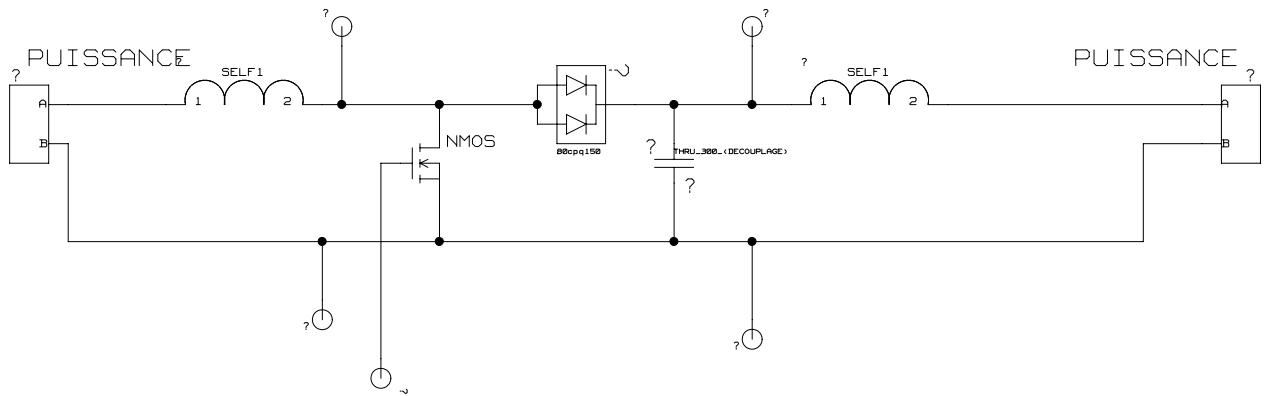 ?
?
PUISSANCE
PUISSANCE
?
?
?
?
?
SELF1
SELF1
1 2
1 2
A
A
NMOS
B
B
80cpq150
?
THRU_300_(DECOUPLAGE)
?
?
?
?